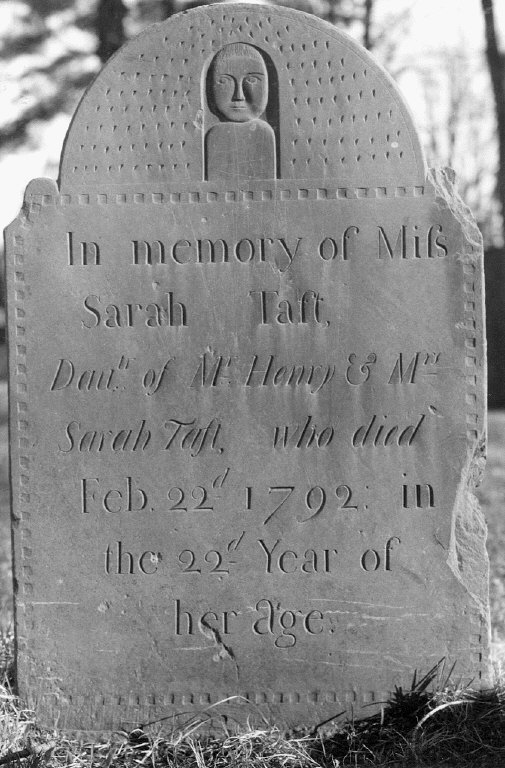 In memory of Miſs
Sarah Taft,
Dauʰ. of Mʳ. Henry & Mʳˢ
Sarah Taft, who died
Feb. 22ᵈ 1792: in
the 22ᵈ Year of
her age.